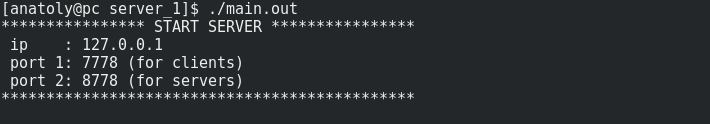 [anatoly@pc server_1]$ ./main.out
**************** START SERVER ****************
 ip    : 127.0.0.1
 port 1: 7778 (for clients)
 port 2: 8778 (for servers)
**********************************************